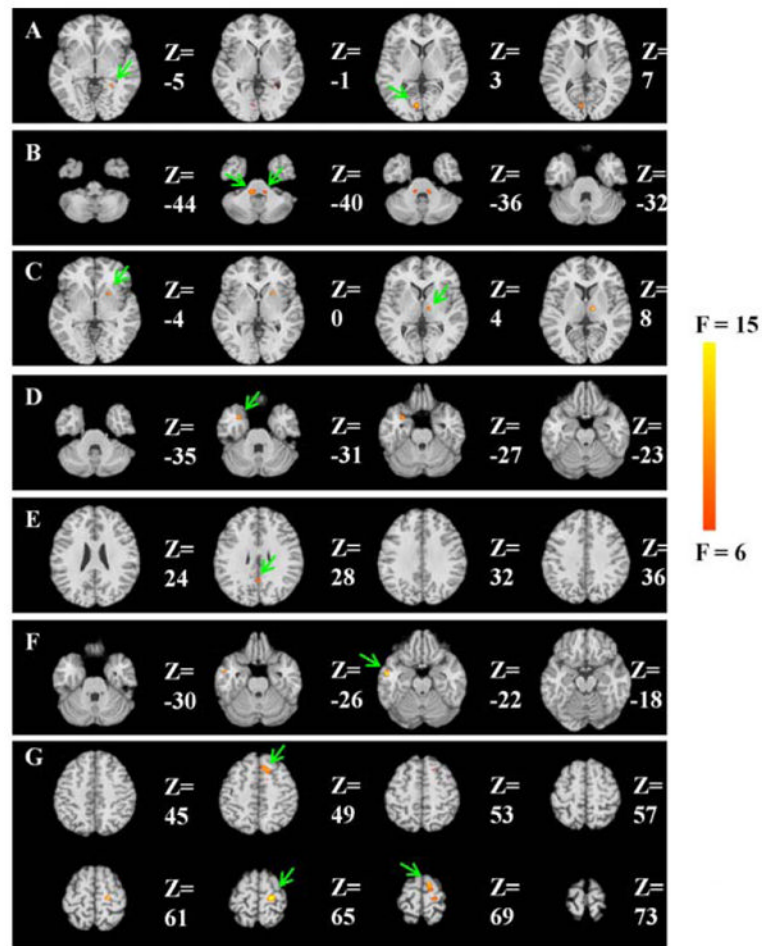 A Z= -5 Z= -1 Z= 3 Z= 7
B Z= -44 Z= -40 Z= -36 Z= -32
C Z= -4 Z= 0 Z= 4 Z= 8
F = 15
D Z= -35 Z= -31 Z= -27 Z= -23
E Z= 24 Z= 28 Z= 32 Z= 36
F = 6
F Z= -30 Z= -26 Z= -22 Z= -18
G Z= 45 Z= 49 Z= 53 Z= 57
Z= 61 Z= 65 Z= 69 Z= 73